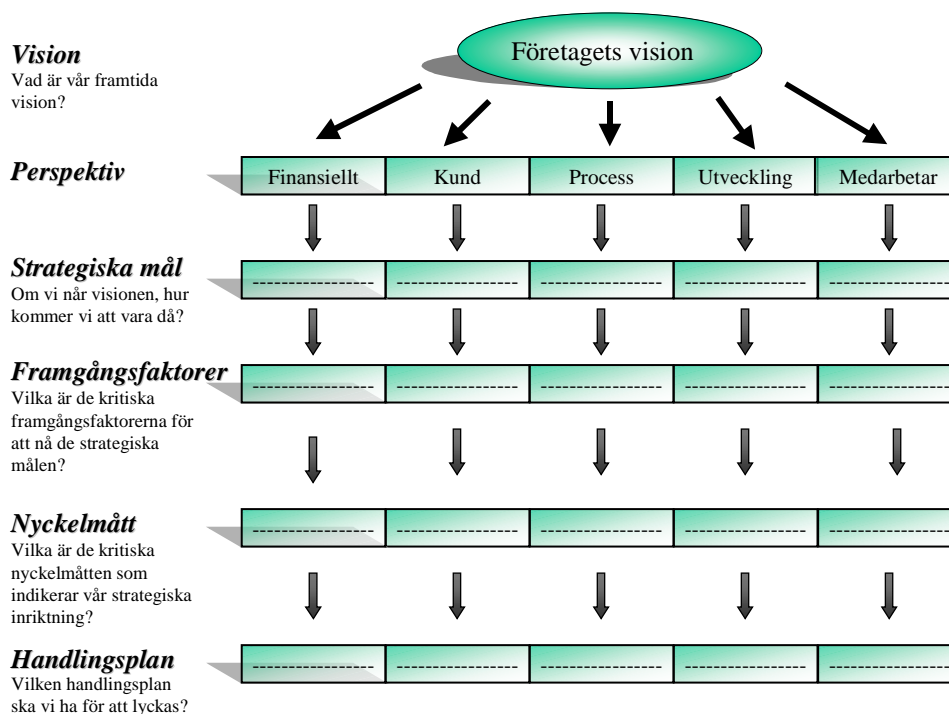 Företagets vision
Vision
Vad är vår framtida
vision?
Perspektiv
Finansiellt
Kund
Process
Utveckling
Medarbetar
Strategiska mål
Om vi når visionen, hur
kommer vi att vara då?
Framgångsfaktorer
Vilka är de kritiska
framgångsfaktorerna för
att nå de strategiska
målen?
Nyckelmått
Vilka är de kritiska
nyckelmåtten som
indikerar vår strategiska
inriktning?
Handlingsplan
Vilken handlingsplan
ska vi ha för att lyckas?